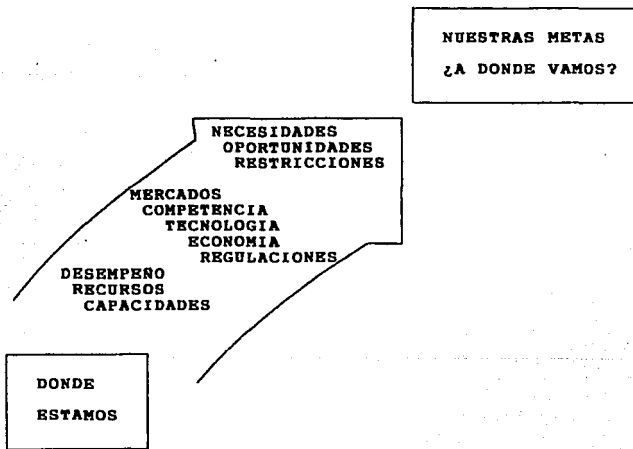 NUESTRAS METAS
¿A DONDE VAMOS?
NECESIDADES
OPORTUNIDADES
RESTRICCIONES
MERCADOS
COMPETENCIA
TECNOLOGIA
ECONOMIA
REGULACIONES
DESEMPEÑO
RECURSOS
CAPACIDADES
DONDE
ESTAMOS